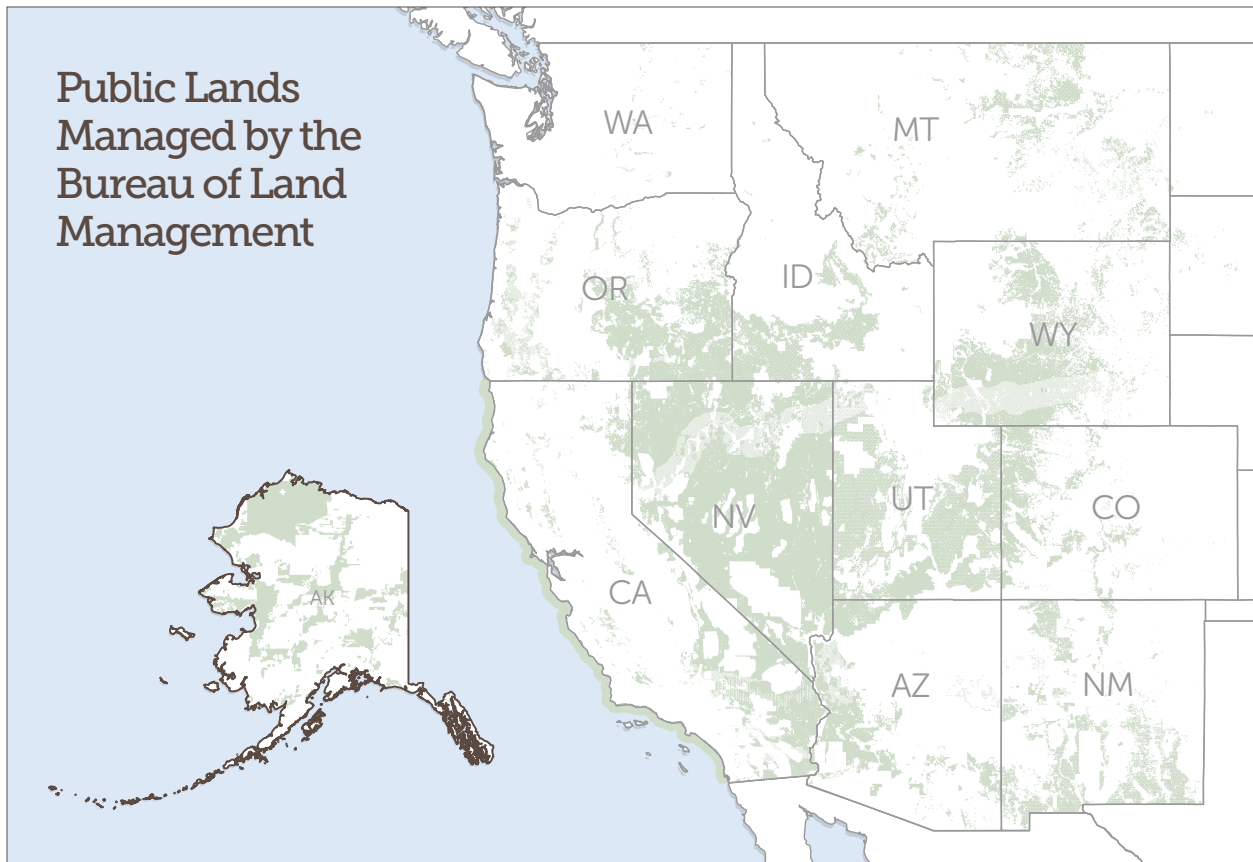 Public Lands
Managed by the
Bureau of Land
Management
WA
MT
OR
ID
WY
NV
UT
CO
CA
AK
AZ
NM